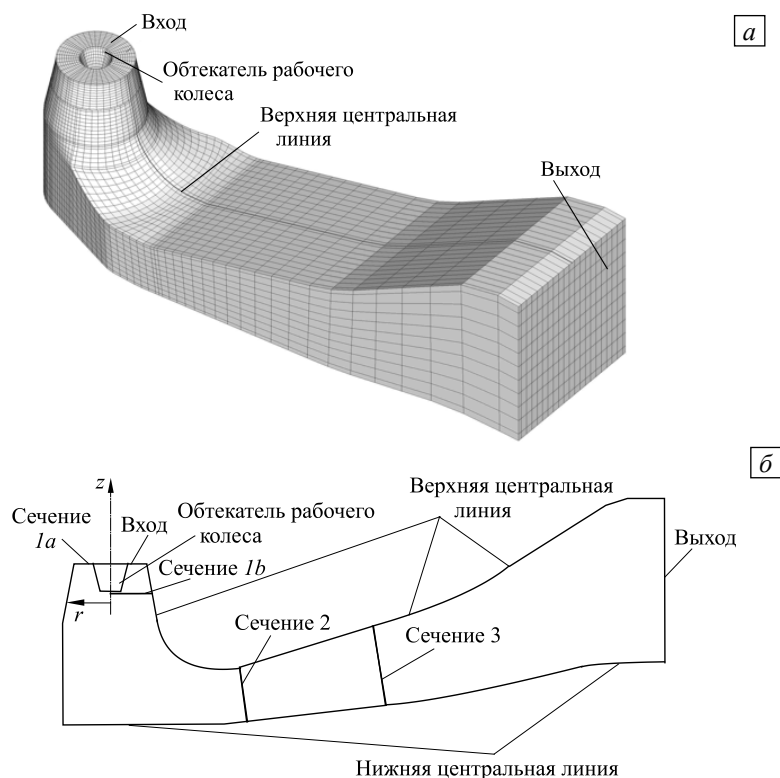 Вход
а
Обтекатель рабочего
колеса
Верхняя центральная
линия
Выход
б
z
Обтекатель рабочего
колеса
Верхняя центральная
линия
Сечение
1a
Вход
Выход
Сечение 1b
r
Сечение 2
Сечение 3
Нижняя центральная линия